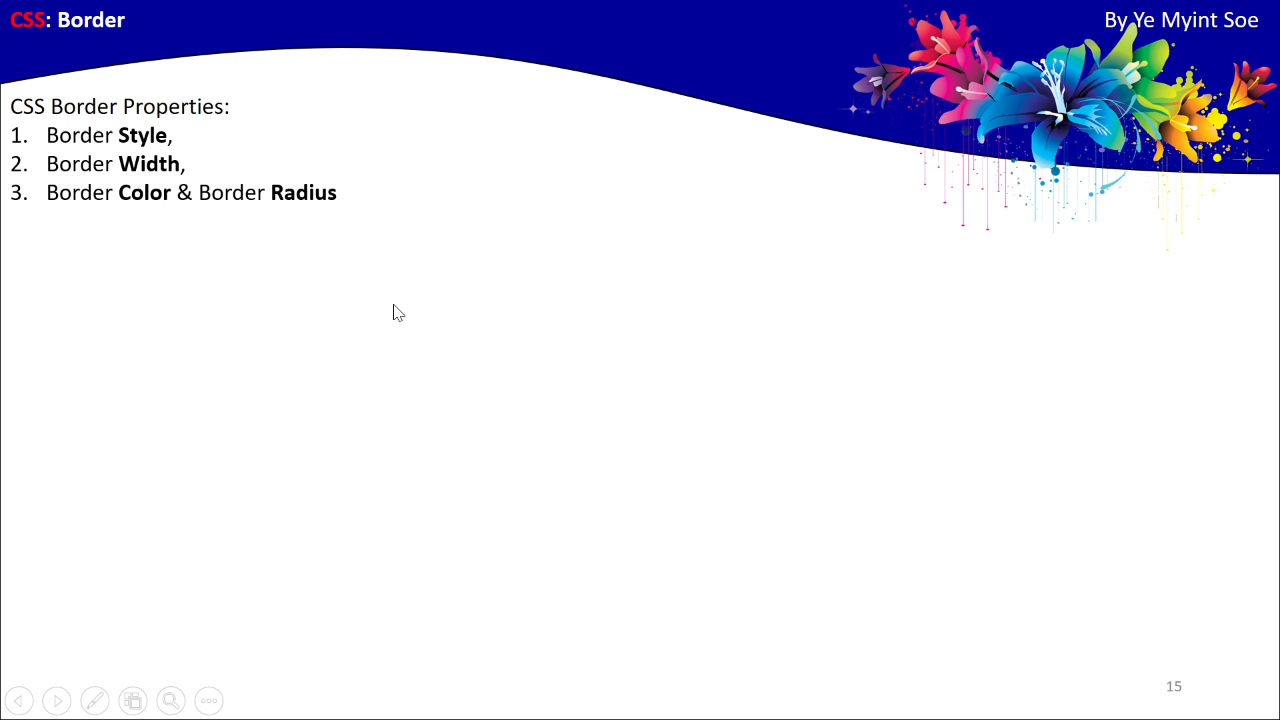 CSS: Border
By Ye Myint Soe
CSS Border Properties:
1. Border Style,
2. Border Width,
3. Border Color & Border Radius
15